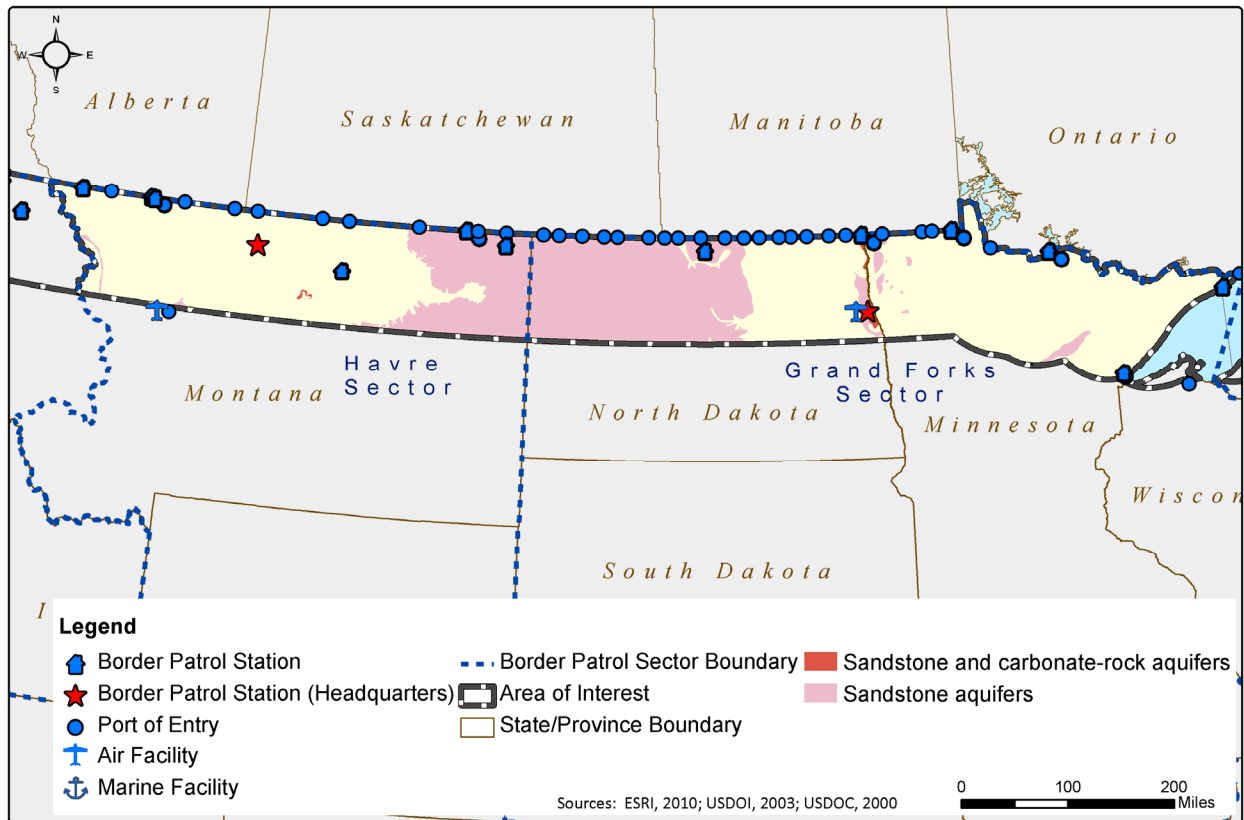 N
W E
S
Alberta
Saskatchewan
Manitoba
Ontario
Havre
Sector
Montana
Grand Forks
Sector
North Dakota
Minnesota
Wiscon
South Dakota
I
Legend
Border Patrol Station
Border Patrol Station (Headquarters)
Port of Entry
Air Facility
Marine Facility
Border Patrol Sector Boundary
Area of Interest
State/Province Boundary
Sandstone and carbonate-rock aquifers
Sandstone aquifers
Sources: ESRI, 2010; USDOI, 2003; USDOC, 2000
0 100 200
Miles